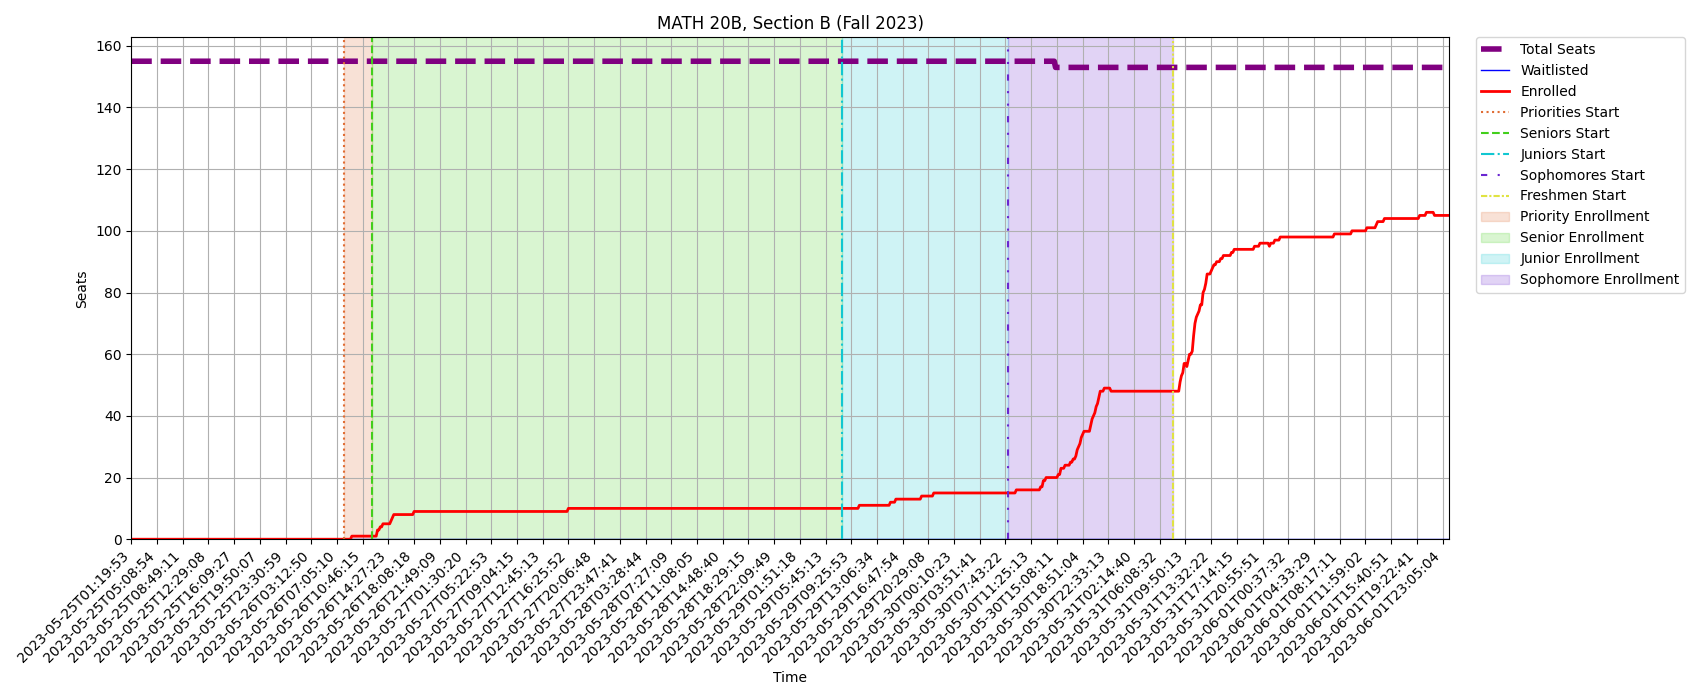 MATH 20B, Section B (Fall 2023)
160
140
120
100
80
60
40
20
0
Seats
2023-05-25T01:19:53
2023-05-25T05:08:54
2023-05-25T08:49:11
2023-05-25T12:29:08
2023-05-25T16:09:27
2023-05-25T19:50:07
2023-05-25T23:30:59
2023-05-26T03:12:50
2023-05-26T07:05:10
2023-05-26T10:46:15
2023-05-26T14:27:23
2023-05-26T18:08:18
2023-05-26T21:49:09
2023-05-27T01:30:20
2023-05-27T05:22:53
2023-05-27T09:04:15
2023-05-27T12:45:13
2023-05-27T16:25:52
2023-05-27T20:06:48
2023-05-27T23:47:41
2023-05-28T03:28:44
2023-05-28T07:27:09
2023-05-28T11:08:05
2023-05-28T14:48:40
2023-05-28T18:29:15
2023-05-28T22:09:49
2023-05-29T01:51:18
2023-05-29T05:45:13
2023-05-29T09:25:53
2023-05-29T13:06:34
2023-05-29T16:47:54
2023-05-29T20:29:08
2023-05-30T00:10:23
2023-05-30T03:51:41
2023-05-30T07:43:22
2023-05-30T11:25:13
2023-05-30T15:08:11
2023-05-30T18:51:04
2023-05-30T22:33:13
2023-05-31T02:14:40
2023-05-31T06:08:32
2023-05-31T09:50:13
2023-05-31T13:32:22
2023-05-31T17:14:15
2023-05-31T20:55:51
2023-06-01T00:37:32
2023-06-01T04:33:29
2023-06-01T08:17:11
2023-06-01T11:59:02
2023-06-01T15:40:51
2023-06-01T19:22:41
2023-06-01T23:05:04
Time
Total Seats
Waitlisted
Enrolled
Priorities Start
Seniors Start
Juniors Start
Sophomores Start
Freshmen Start
Priority Enrollment
Senior Enrollment
Junior Enrollment
Sophomore Enrollment